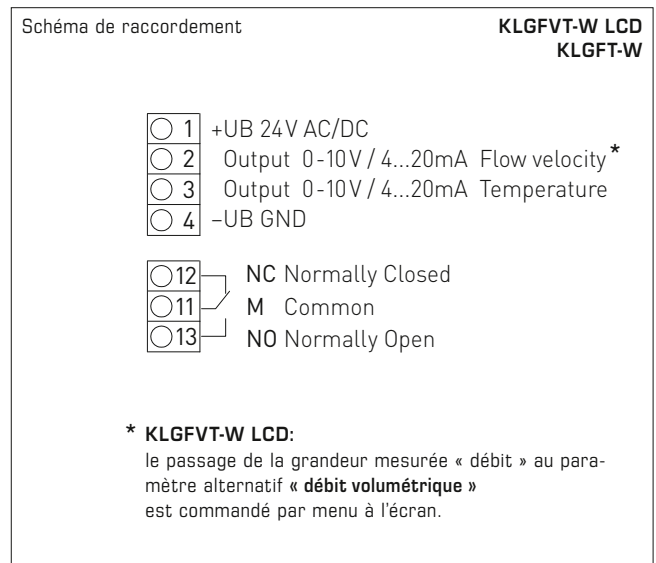 Schéma de raccordement KLGFVT-W LCD
KLGFT-W
1 +UB 24V AC/DC
2 Output 0-10V / 4...20mA Flow velocity*
3 Output 0-10V / 4...20mA Temperature
4 –UB GND
12 NC Normally Closed
11 M Common
13 NO Normally Open
* KLGFVT-W LCD:
le passage de la grandeur mesurée « débit » au para-
mètre alternatif « débit volumétrique »
est commandé par menu à l'écran.